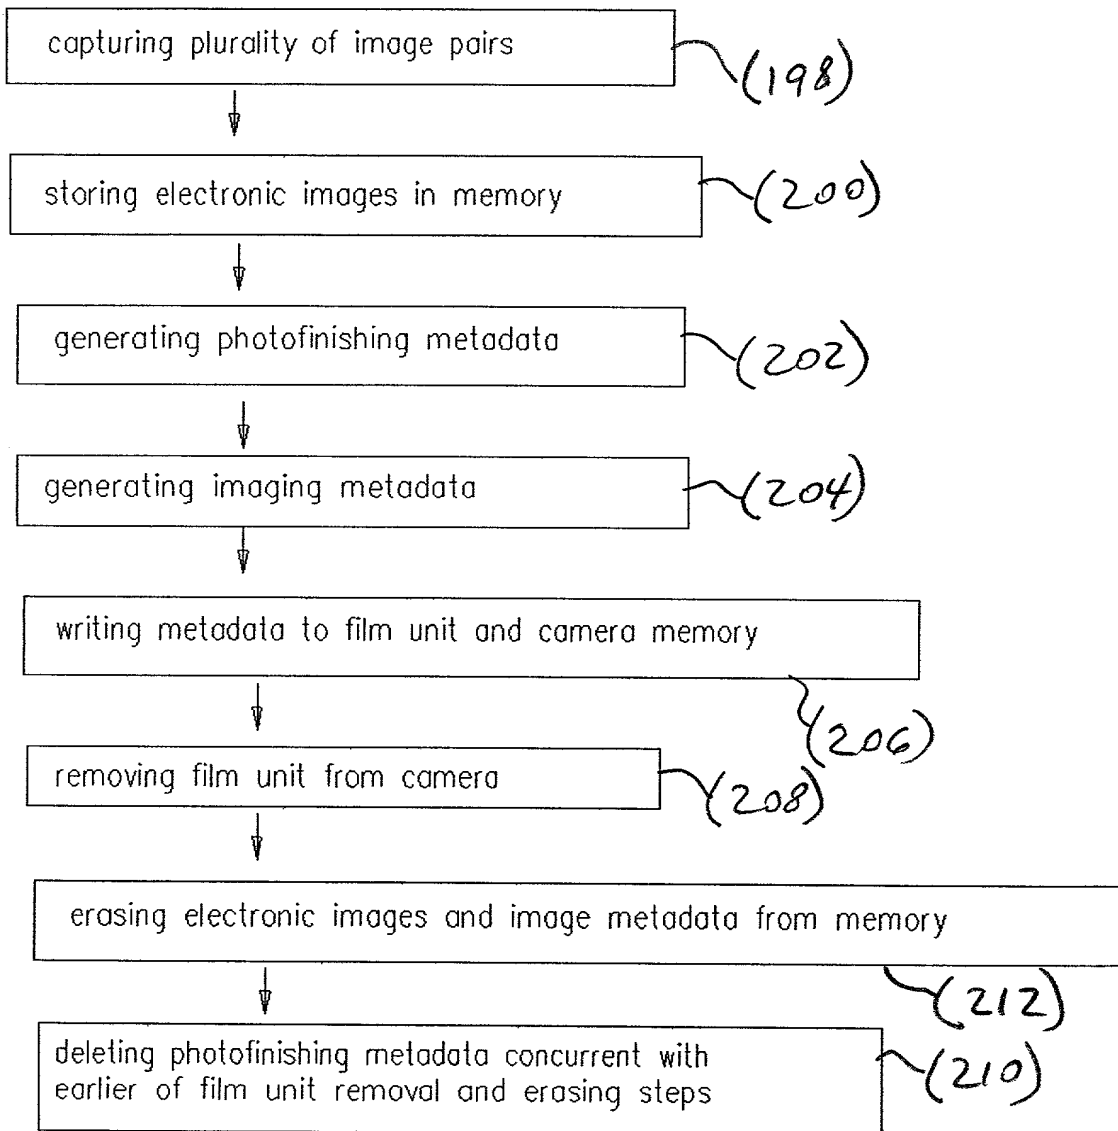 capturing plurality of image pairs
(198)
storing electronic images in memory
(200)
generating photofinishing metadata
(202)
generating imaging metadata
(204)
writing metadata to film unit and camera memory
(206)
removing film unit from camera
(208)
erasing electronic images and image metadata from memory
(212)
deleting photofinishing metadata concurrent with
earlier of film unit removal and erasing steps
(210)